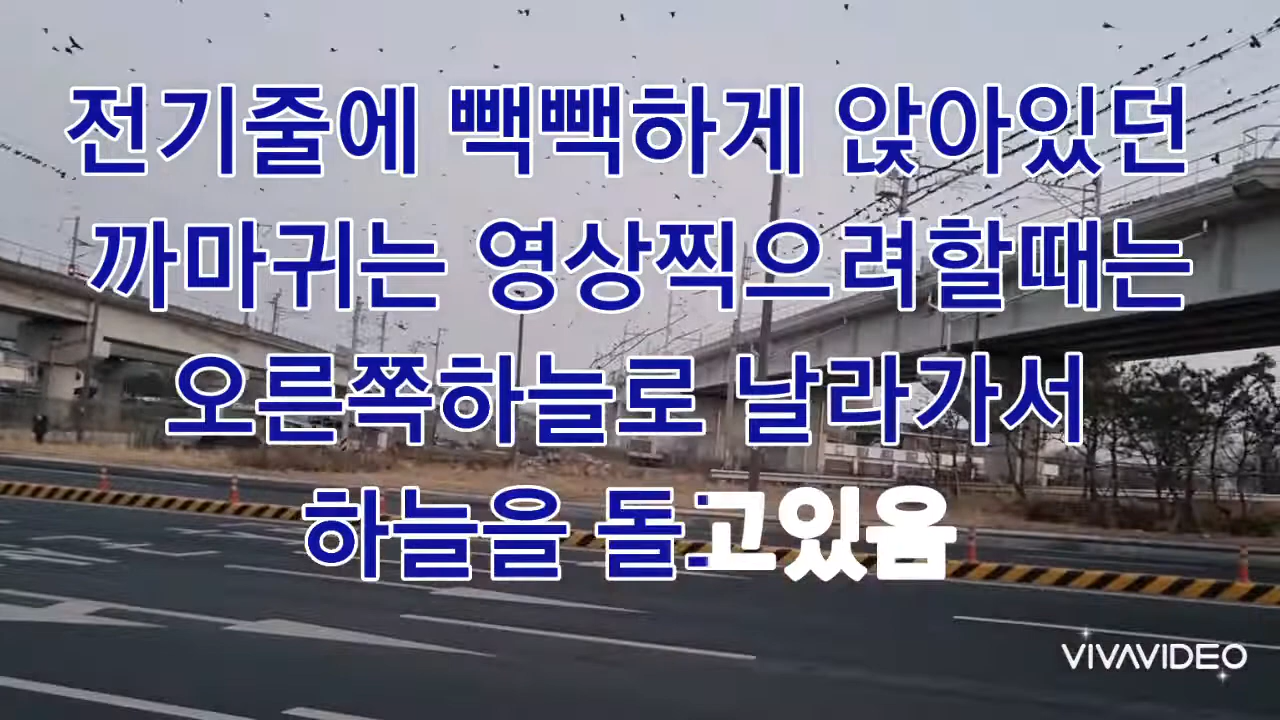 전기줄에 빽빽하게 앉아있던
까마귀는 영상찍으려할때는
오른쪽하늘로 날라가서
하늘을 돌고있음
VIVAVIDEO